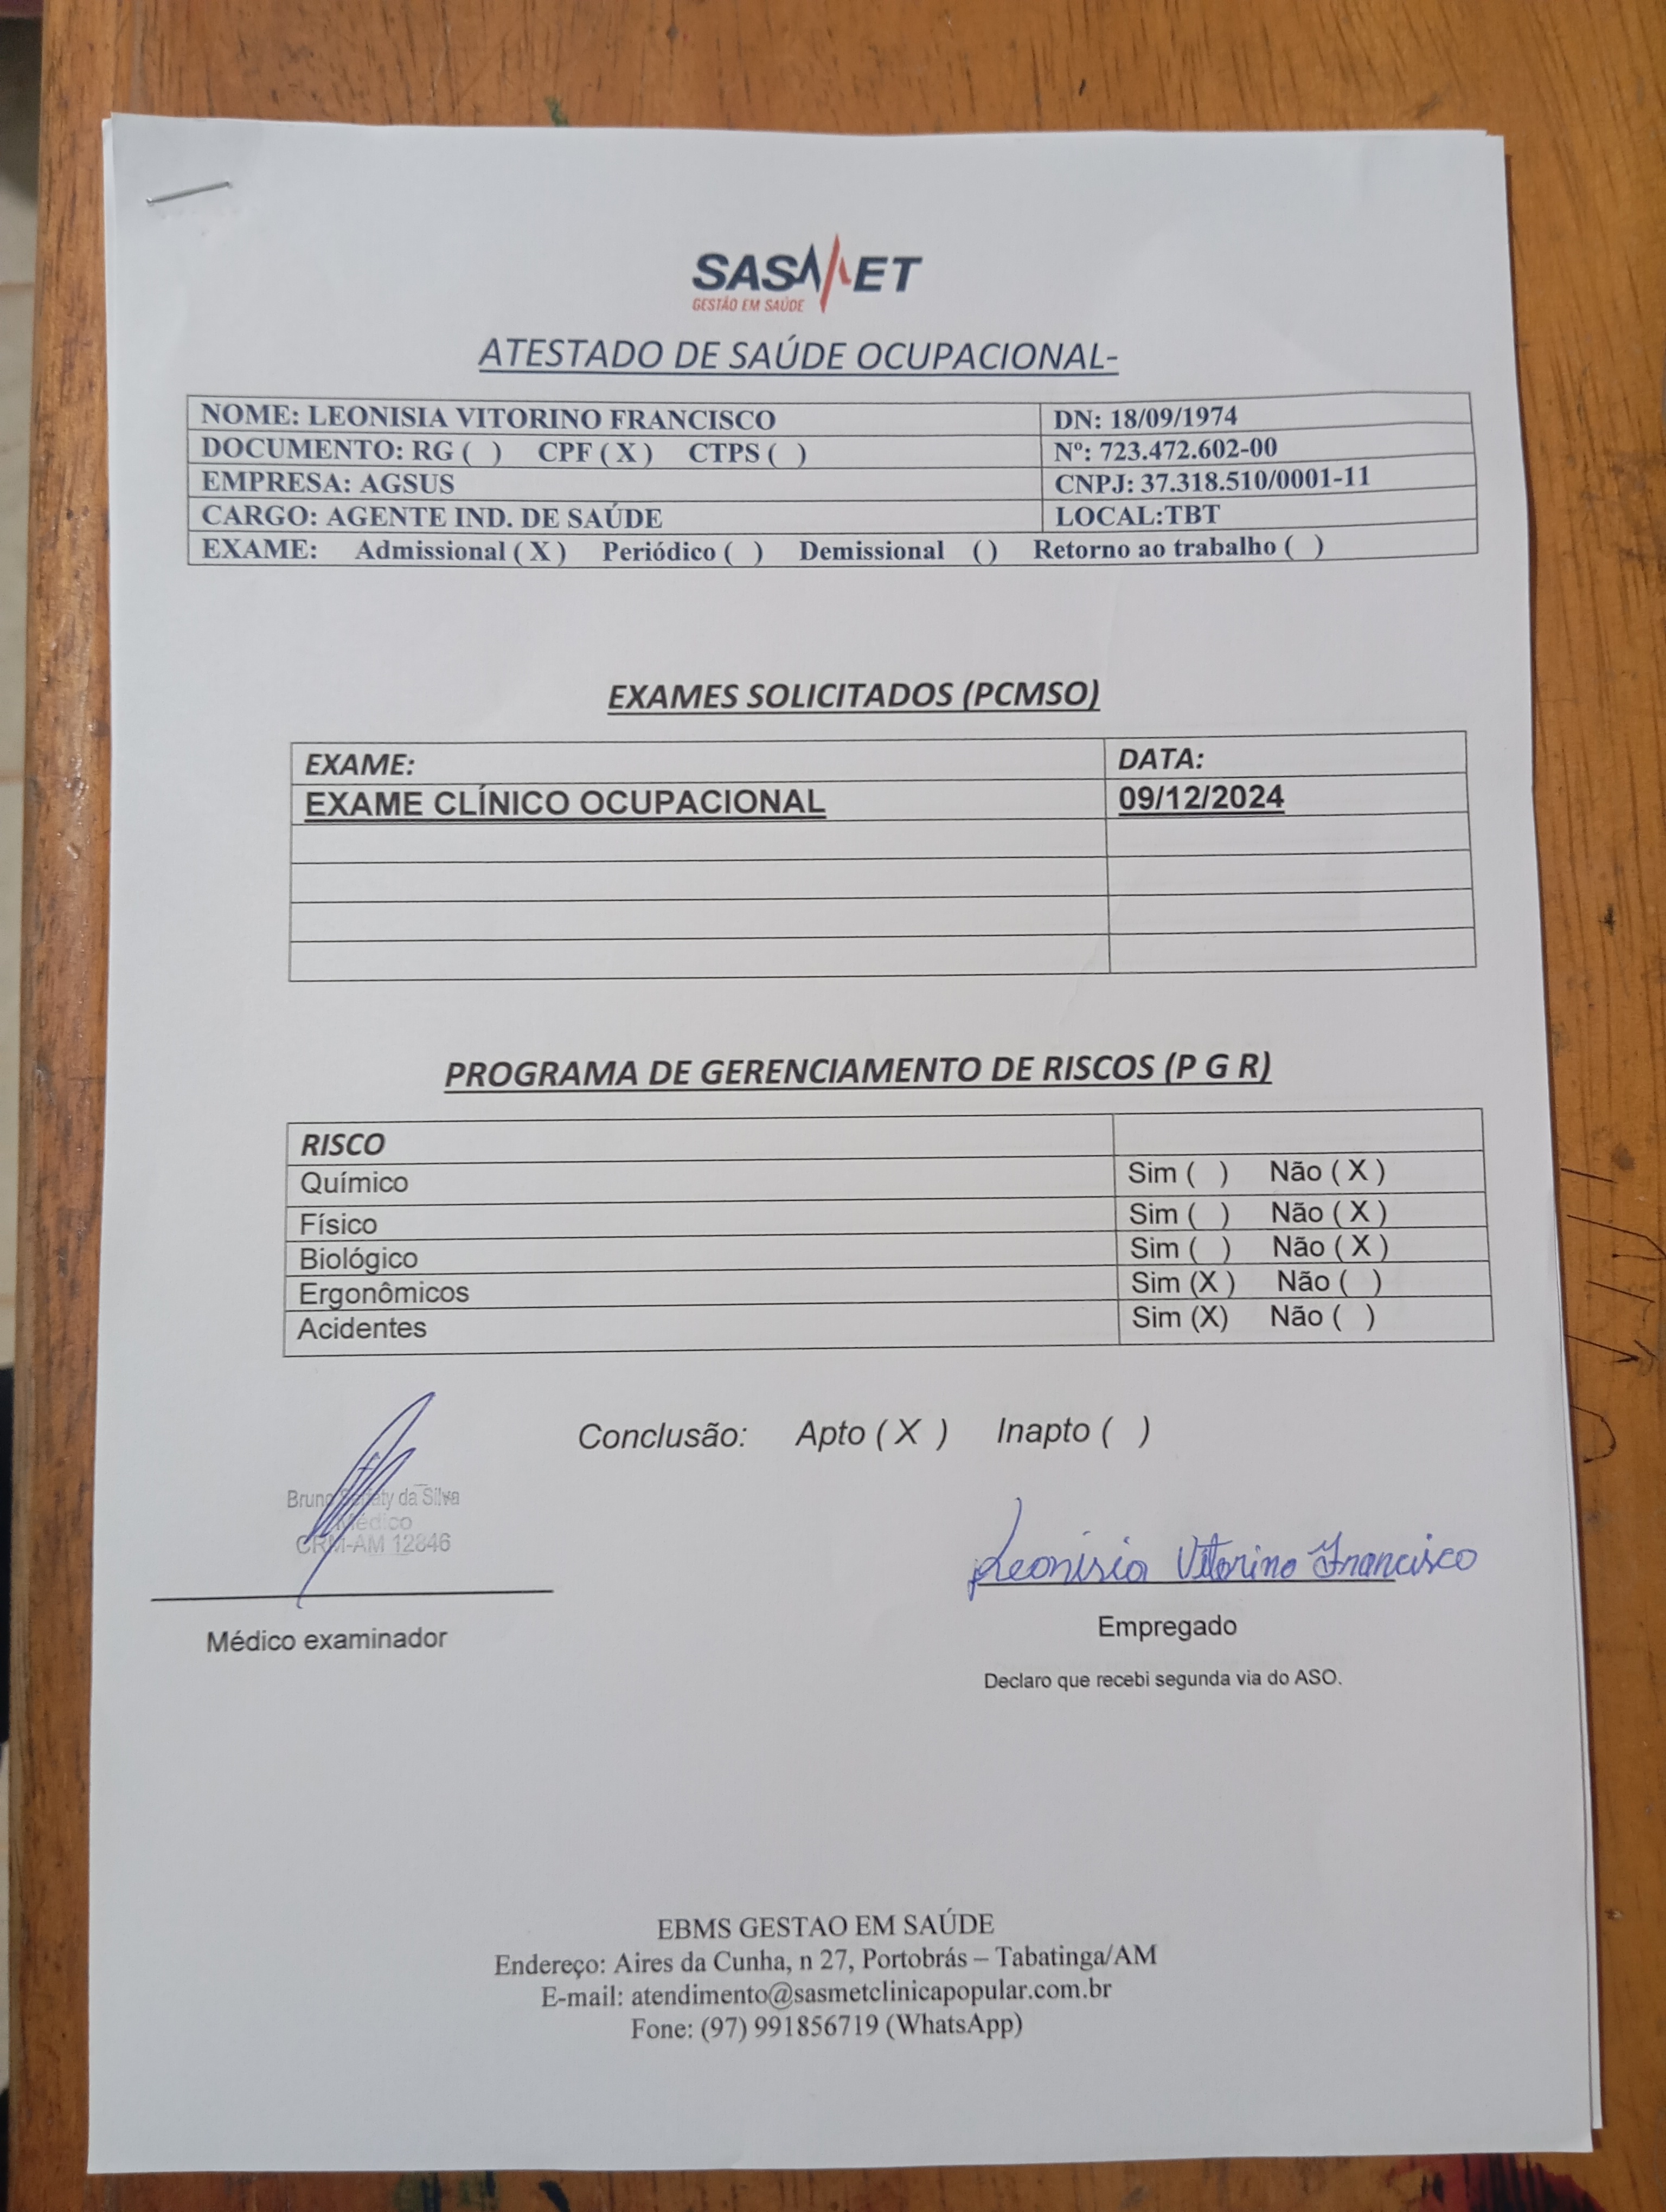 SASMET
GESTÃO EM SAÚDE
ATESTADO DE SAÚDE OCUPACIONAL-
NOME: LEONISIA VITORINO FRANCISCO DN: 18/09/1974
DOCUMENTO: RG ( ) CPF ( X ) CTPS ( ) Nº: 723.472.602-00
EMPRESA: AGSUS CNPJ: 37.318.510/0001-11
CARGO: AGENTE IND. DE SAÚDE LOCAL:TBT
EXAME: Admissional ( X ) Periódico ( ) Demissional () Retorno ao trabalho ( )
EXAMES SOLICITADOS (PCMSO)
EXAME: DATA:
EXAME CLÍNICO OCUPACIONAL 09/12/2024
PROGRAMA DE GERENCIAMENTO DE RISCOS (P G R)
RISCO
Químico Sim ( ) Não ( X )
Físico Sim ( ) Não ( X )
Biológico Sim ( ) Não ( X )
Ergonômicos Sim (X ) Não ( )
Acidentes Sim (X) Não ( )
Conclusão: Apto ( X ) Inapto ( )
Bruno da Silva
Médico
CRM-AM 12846
Leonisia Vitorino Francisco
Médico examinador
Empregado
Declaro que recebi segunda via do ASO.
EBMS GESTAO EM SAÚDE
Endereço: Aires da Cunha, n 27, Portobrás – Tabatinga/AM
E-mail: atendimento@sasmetclinicapopular.com.br
Fone: (97) 991856719 (WhatsApp)